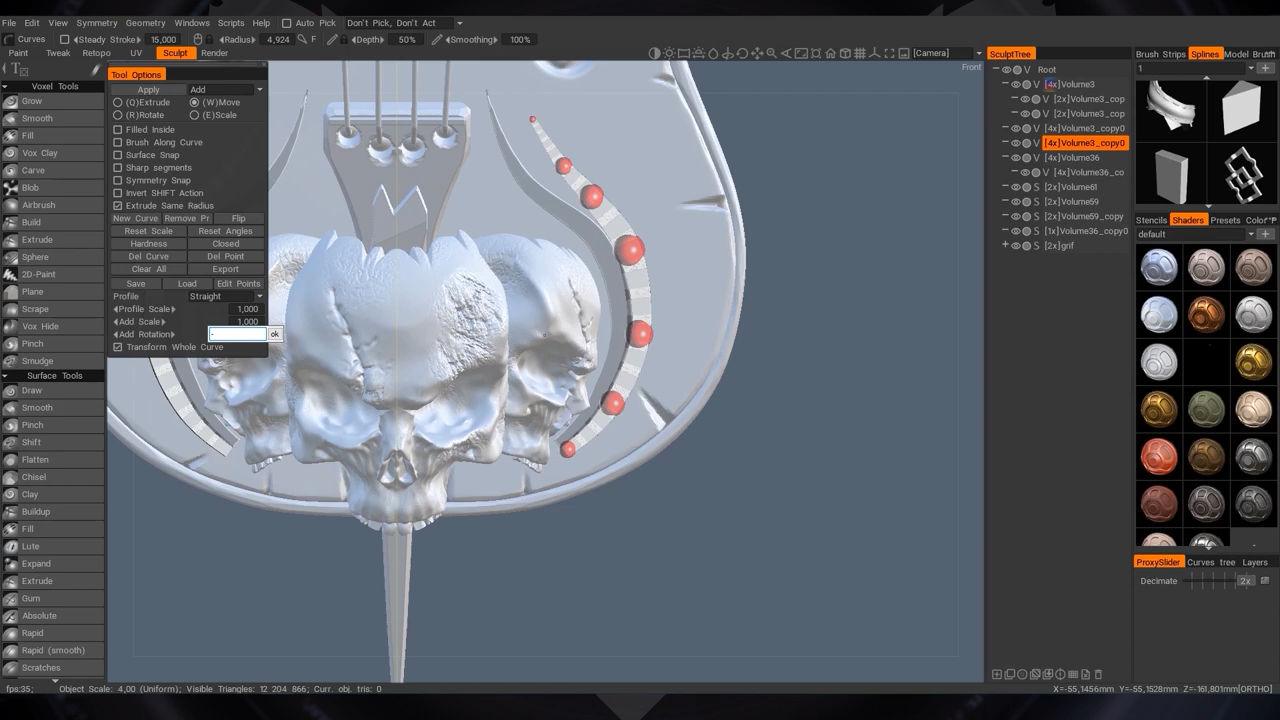 File Edit View Symmetry Geometry Windows Scripts Help Auto Pick Don't Pick, Don't Act
Curves Steady Stroke 15,000 Radius 4,924 F Depth 50% Smoothing 100%
Paint Tweak Retopo UV Sculpt Render [Camera]
Front
Voxel Tools
Grow
Smooth
Fill
Vox Clay
Carve
Blob
Airbrush
Build
Extrude
Sphere
2D-Paint
Plane
Scrape
Vox Hide
Pinch
Smudge
Surface Tools
Draw
Smooth
Pinch
Shift
Flatten
Chisel
Clay
Buildup
Fill
Lute
Expand
Extrude
Gum
Absolute
Rapid
Rapid (smooth)
Scratches
Tool Options
Apply Add
(Q)Extrude (W)Move
(R)Rotate (E)Scale
Filled Inside
Brush Along Curve
Surface Snap
Sharp segments
Symmetry Snap
Invert SHIFT Action
Extrude Same Radius
New Curve Remove Pr Flip
Reset Scale Reset Angles
Hardness Closed
Del Curve Del Point
Clear All Export
Save Load Edit Points
Profile Straight
Profile Scale 1,000
Add Scale 1,000
Add Rotation - ok
Transform Whole Curve
SculptTree
Root
V [4x]Volume3
V [2x]Volume3_cop
V [2x]Volume3_cop
V [4x]Volume3_copy0
V [4x]Volume3_copy0
V [4x]Volume36
V [4x]Volume36_co
S [2x]Volume61
S [2x]Volume59
S [2x]Volume59_copy
S [1x]Volume36_copy0
S [2x]grif
Brush Strips Splines Model
1
Stencils Shaders Presets Color
default
ProxySlider Curves tree Layers
Decimate 2x
fps:35; Object Scale: 4,00 (Uniform); Visible Triangles: 12 204 866; Curr. obj. tris: 0
X=-55,1456mm Y=-55,1528mm Z=-161,801mm[ORTHO]